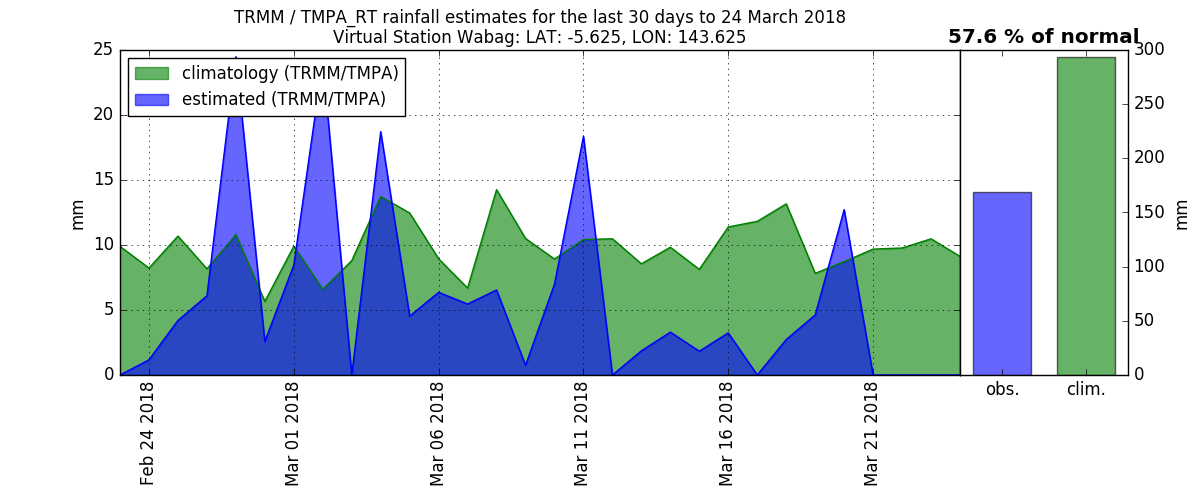 TRMM / TMPA_RT rainfall estimates for the last 30 days to 24 March 2018
Virtual Station Wabag: LAT: -5.625, LON: 143.625
57.6 % of normal
climatology (TRMM/TMPA)
estimated (TRMM/TMPA)
25
20
15
10
5
0
mm
Feb 24 2018
Mar 01 2018
Mar 06 2018
Mar 11 2018
Mar 16 2018
Mar 21 2018
300
250
200
150
100
50
0
mm
obs.
clim.